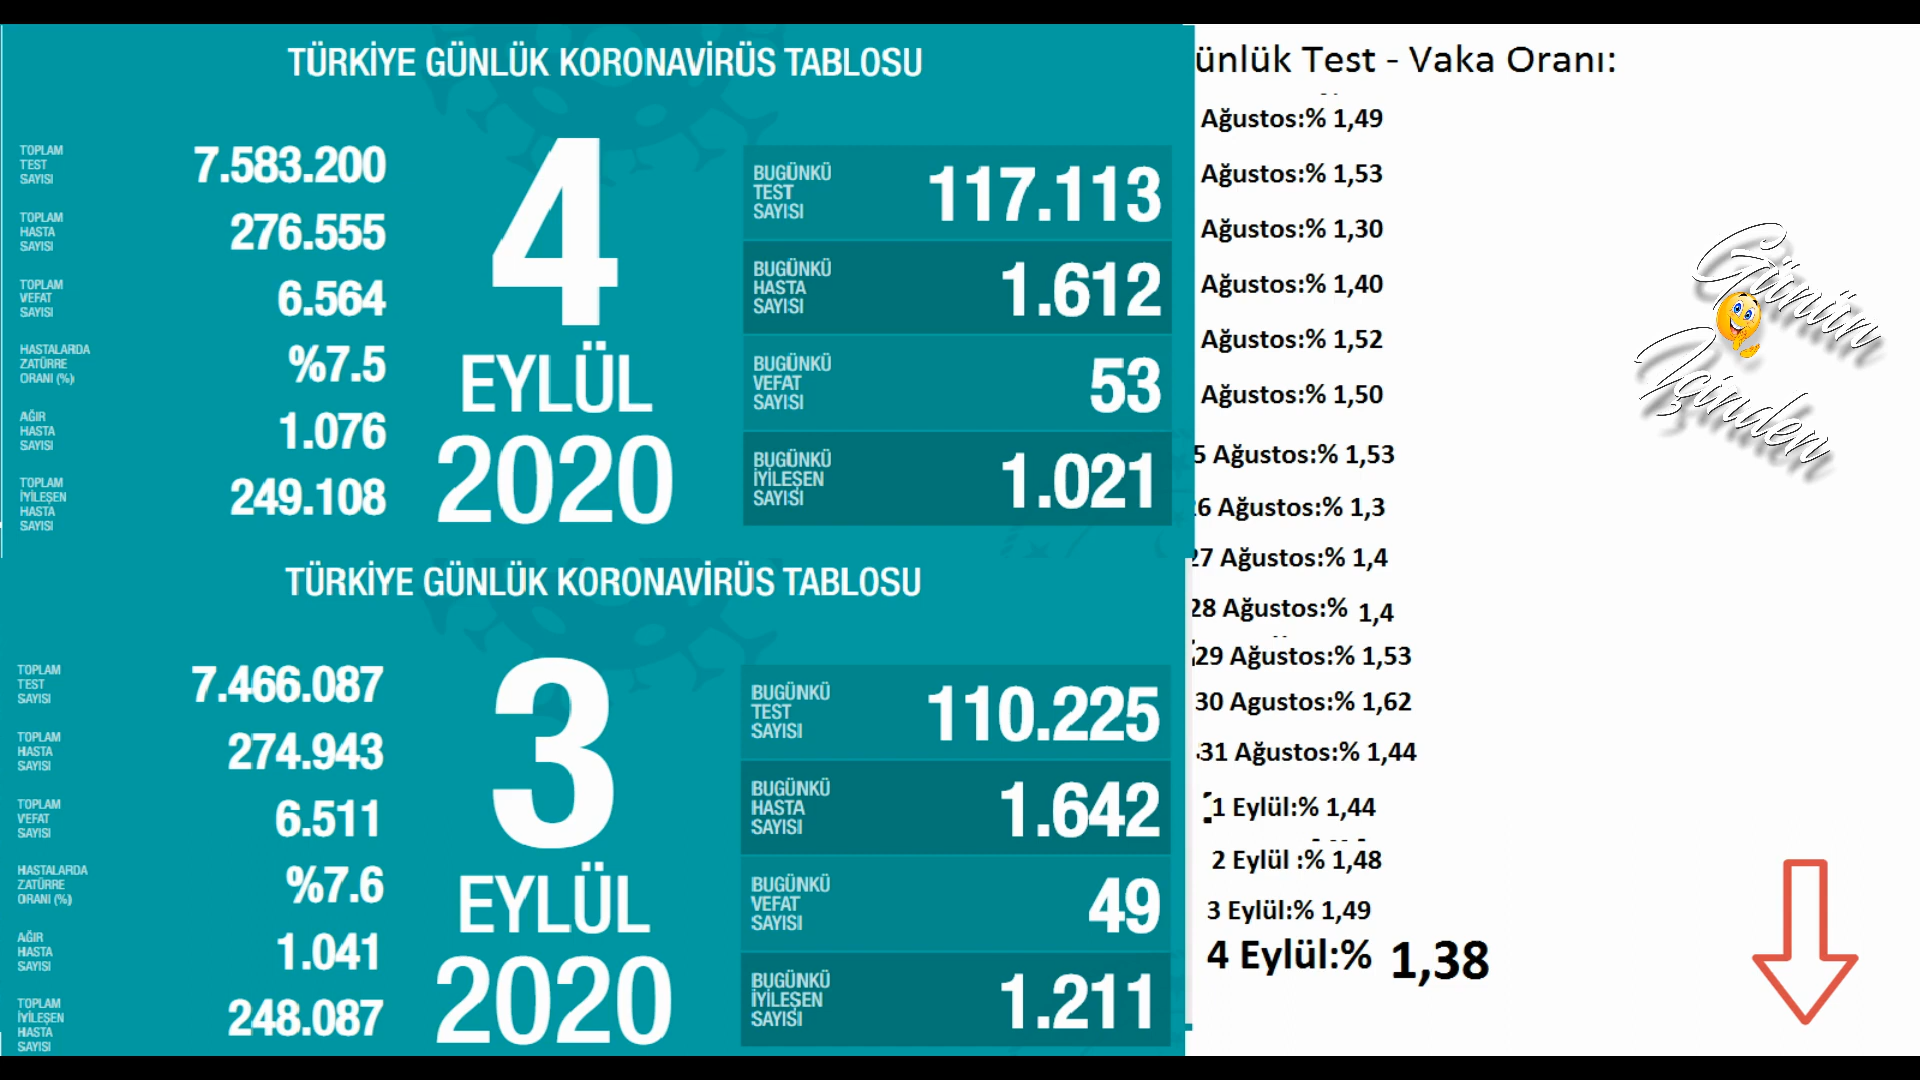 TÜRKİYE GÜNLÜK KORONAVİRÜS TABLOSU
TOPLAM
TEST
SAYISI
7.583.200
TOPLAM
HASTA
SAYISI
276.555
TOPLAM
VEFAT
SAYISI
6.564
HASTALARDA
ZATÜRRE
ORANI (%)
%7.5
AĞIR
HASTA
SAYISI
1.076
TOPLAM
İYİLEŞEN
HASTA
SAYISI
249.108
4
EYLÜL
2020
BUGÜNKÜ
TEST
SAYISI
117.113
BUGÜNKÜ
HASTA
SAYISI
1.612
BUGÜNKÜ
VEFAT
SAYISI
53
BUGÜNKÜ
İYİLEŞEN
SAYISI
1.021
TÜRKİYE GÜNLÜK KORONAVİRÜS TABLOSU
TOPLAM
TEST
SAYISI
7.466.087
TOPLAM
HASTA
SAYISI
274.943
TOPLAM
VEFAT
SAYISI
6.511
HASTALARDA
ZATÜRRE
ORANI (%)
%7.6
AĞIR
HASTA
SAYISI
1.041
TOPLAM
İYİLEŞEN
HASTA
SAYISI
248.087
3
EYLÜL
2020
BUGÜNKÜ
TEST
SAYISI
110.225
BUGÜNKÜ
HASTA
SAYISI
1.642
BUGÜNKÜ
VEFAT
SAYISI
49
BUGÜNKÜ
İYİLEŞEN
SAYISI
1.211
ünlük Test - Vaka Oranı:
Ağustos:% 1,49
Ağustos:% 1,53
Ağustos:% 1,30
Ağustos:% 1,40
Ağustos:% 1,52
Ağustos:% 1,50
5 Ağustos:% 1,53
26 Ağustos:% 1,3
27 Ağustos:% 1,4
28 Ağustos:% 1,4
29 Ağustos:% 1,53
30 Agustos:% 1,62
31 Ağustos:% 1,44
1 Eylül:% 1,44
2 Eylül :% 1,48
3 Eylül:% 1,49
4 Eylül:% 1,38
Günün
İçinden